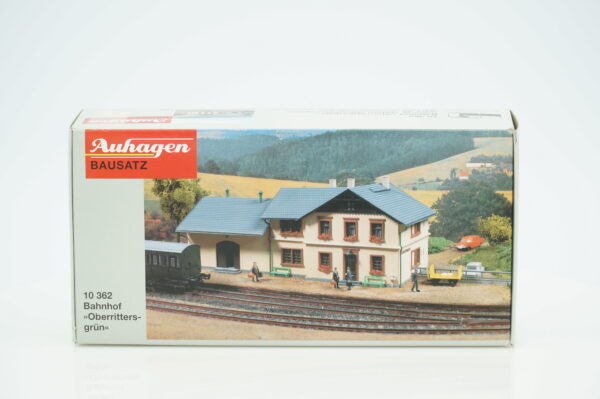 Auhagen
BAUSATZ
10 362
Bahnhof
»Oberritters-
grün«